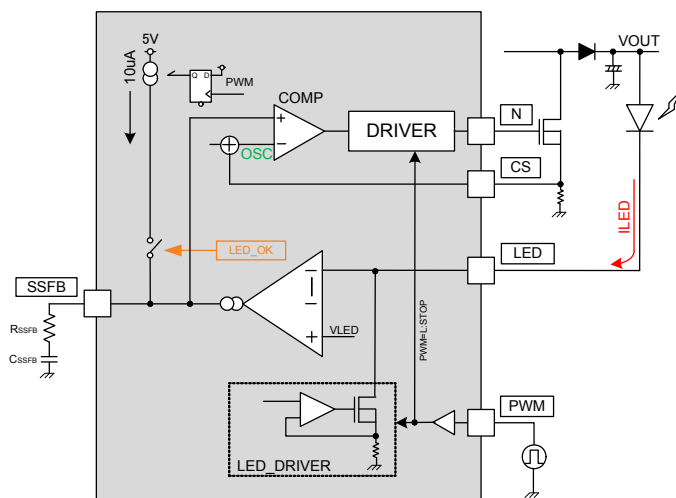 5V
10uA
Q D
PWM
COMP
+
−
OSC
DRIVER
N
VOUT
CS
ILED
LED_OK
LED
SSFB
RSSFB
CSSFB
−
−
+
VLED
PWM=L:STOP
PWM
LED_DRIVER